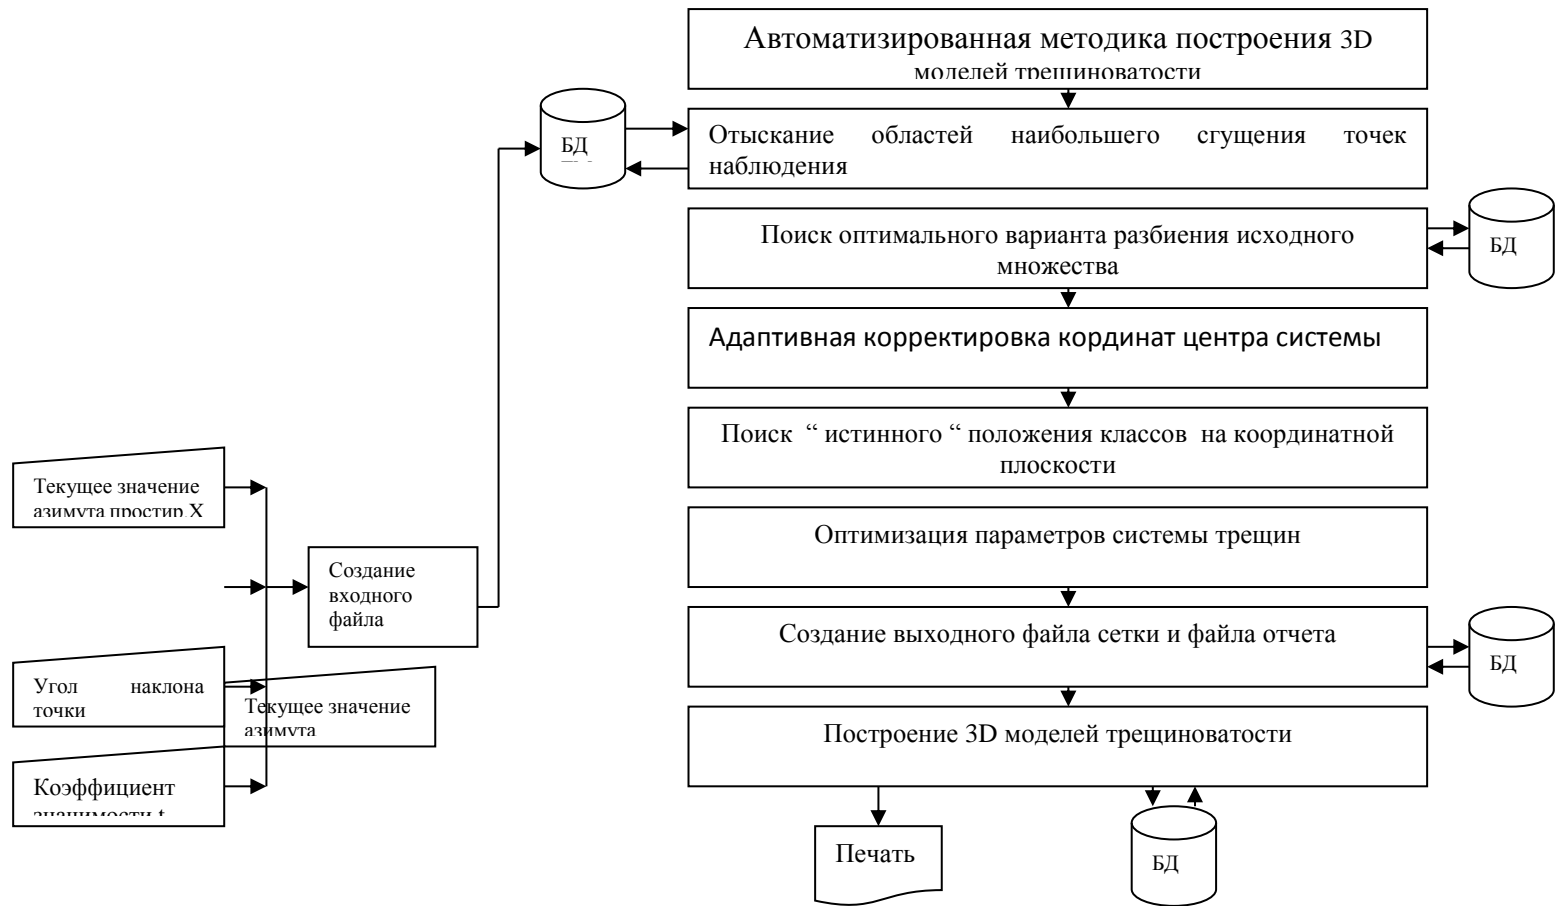 Автоматизированная методика построения 3D
моделей трещиноватости
Отыскание областей наибольшего сгущения точек
наблюдения
БД
Поиск оптимального варианта разбиения исходного
множества
БД
Адаптивная корректировка кординат центра системы
Поиск “ истинного “ положения классов на координатной
плоскости
Текущее значение
азимута простир.X
Оптимизация параметров системы трещин
Создание
входного
файла
Создание выходного файла сетки и файла отчета
БД
Угол наклона
точки
Текущее значение
азимута
Построение 3D моделей трещиноватости
Коэффициент
значимости t
Печать
БД